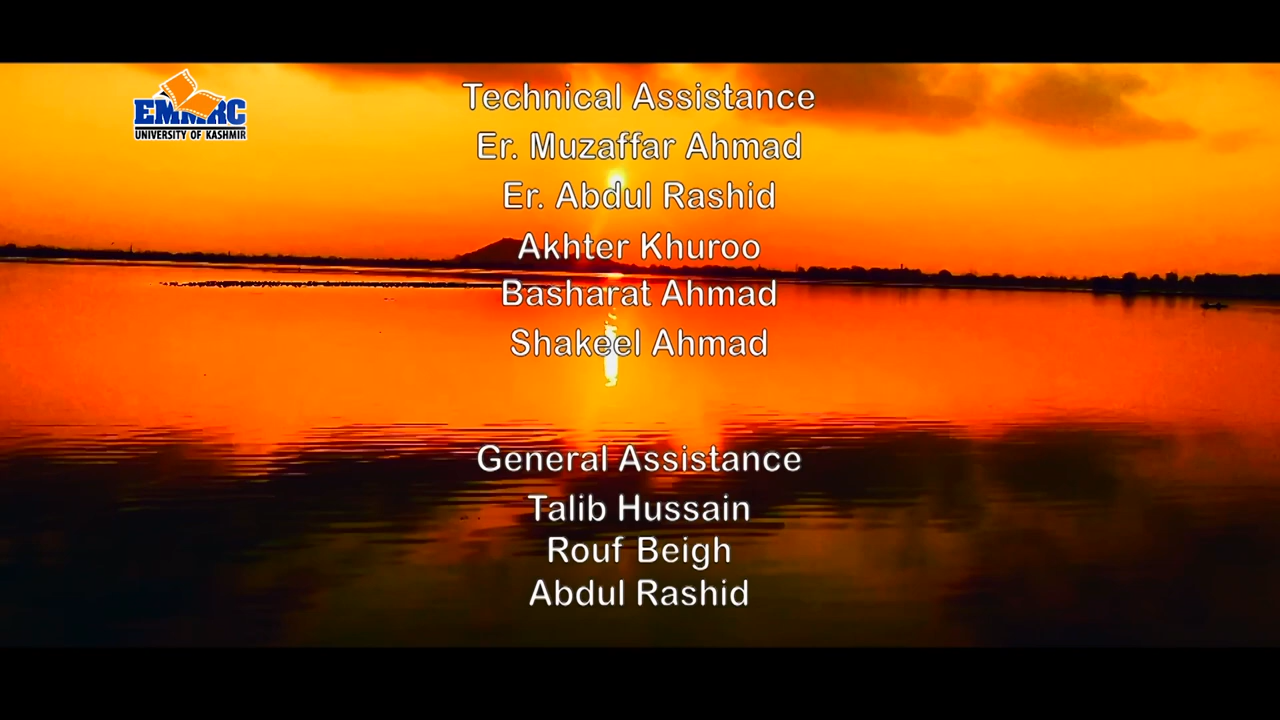 EMMRC
UNIVERSITY OF KASHMIR
Technical Assistance
Er. Muzaffar Ahmad
Er. Abdul Rashid
Akhter Khuroo
Basharat Ahmad
Shakeel Ahmad
General Assistance
Talib Hussain
Rouf Beigh
Abdul Rashid